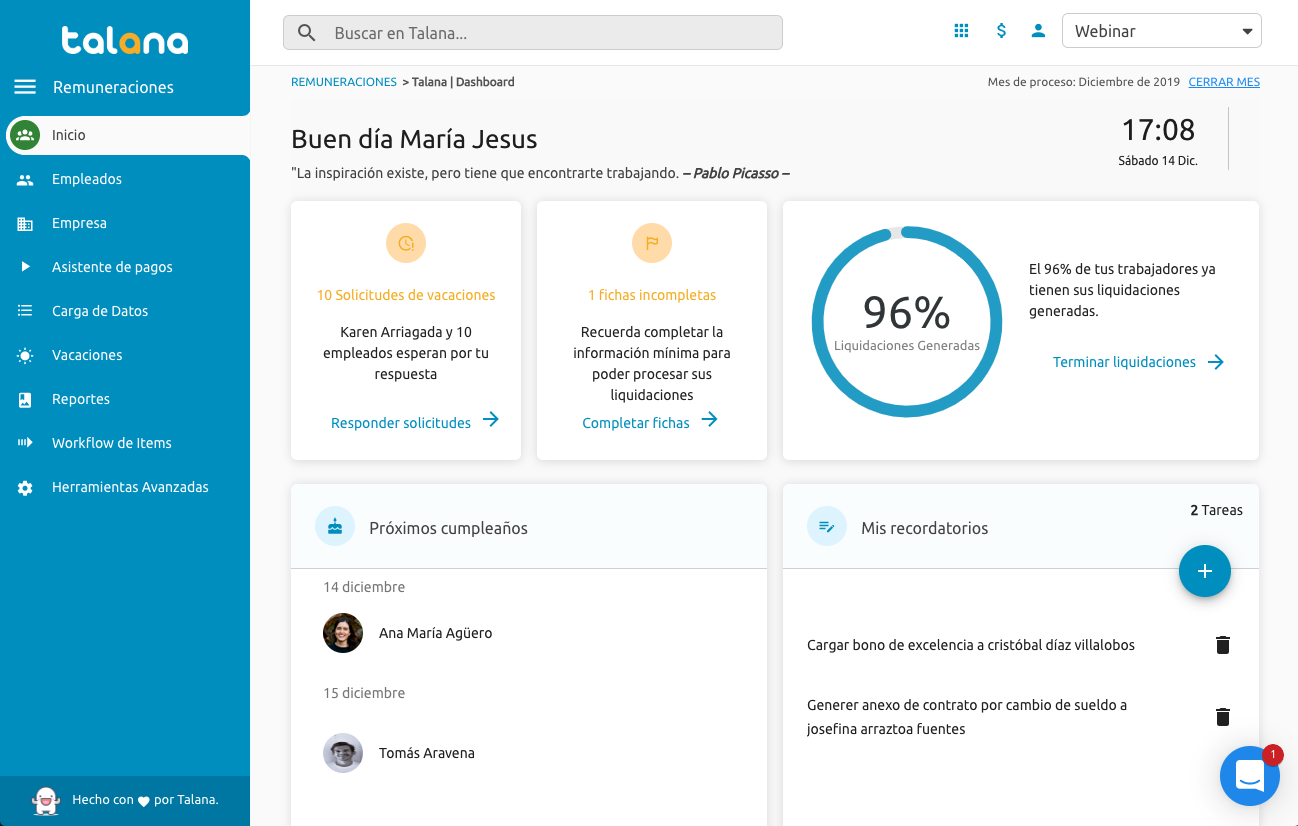 talana
Remuneraciones
Inicio
Empleados
Empresa
Asistente de pagos
Carga de Datos
Vacaciones
Reportes
Workflow de Items
Herramientas Avanzadas
Hecho con por Talana.
Buscar en Talana...
$
Webinar
REMUNERACIONES > Talana | Dashboard
Mes de proceso: Diciembre de 2019 CERRAR MES
Buen día María Jesus
"La inspiración existe, pero tiene que encontrarte trabajando. – Pablo Picasso –
17:08
Sábado 14 Dic.
10 Solicitudes de vacaciones
Karen Arriagada y 10
empleados esperan por tu
respuesta
Responder solicitudes
1 fichas incompletas
Recuerda completar la
información mínima para
poder procesar sus
liquidaciones
Completar fichas
96%
Liquidaciones Generadas
El 96% de tus trabajadores ya
tienen sus liquidaciones
generadas.
Terminar liquidaciones
Próximos cumpleaños
14 diciembre
Ana María Agüero
15 diciembre
Tomás Aravena
Mis recordatorios
2 Tareas
+
Cargar bono de excelencia a cristóbal díaz villalobos
Generer anexo de contrato por cambio de sueldo a
josefina arraztoa fuentes
1